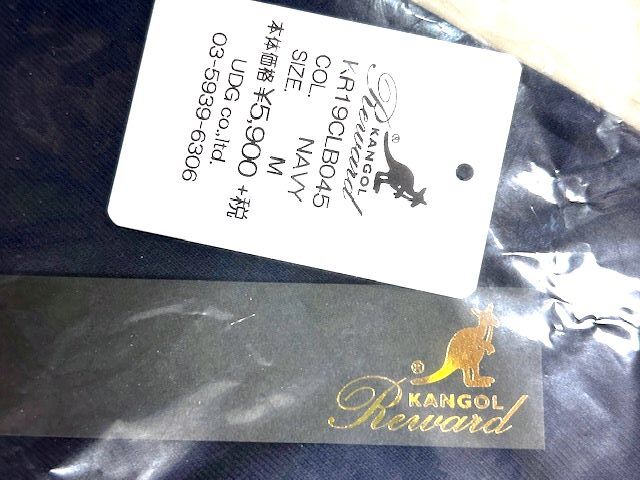 KANGOL
®
Reward
KR19CLB045
COL. NAVY
SIZE. M
本体価格 ¥5,900 +税
UDG co.,ltd.
03-5939-6306
®
KANGOL
Reward